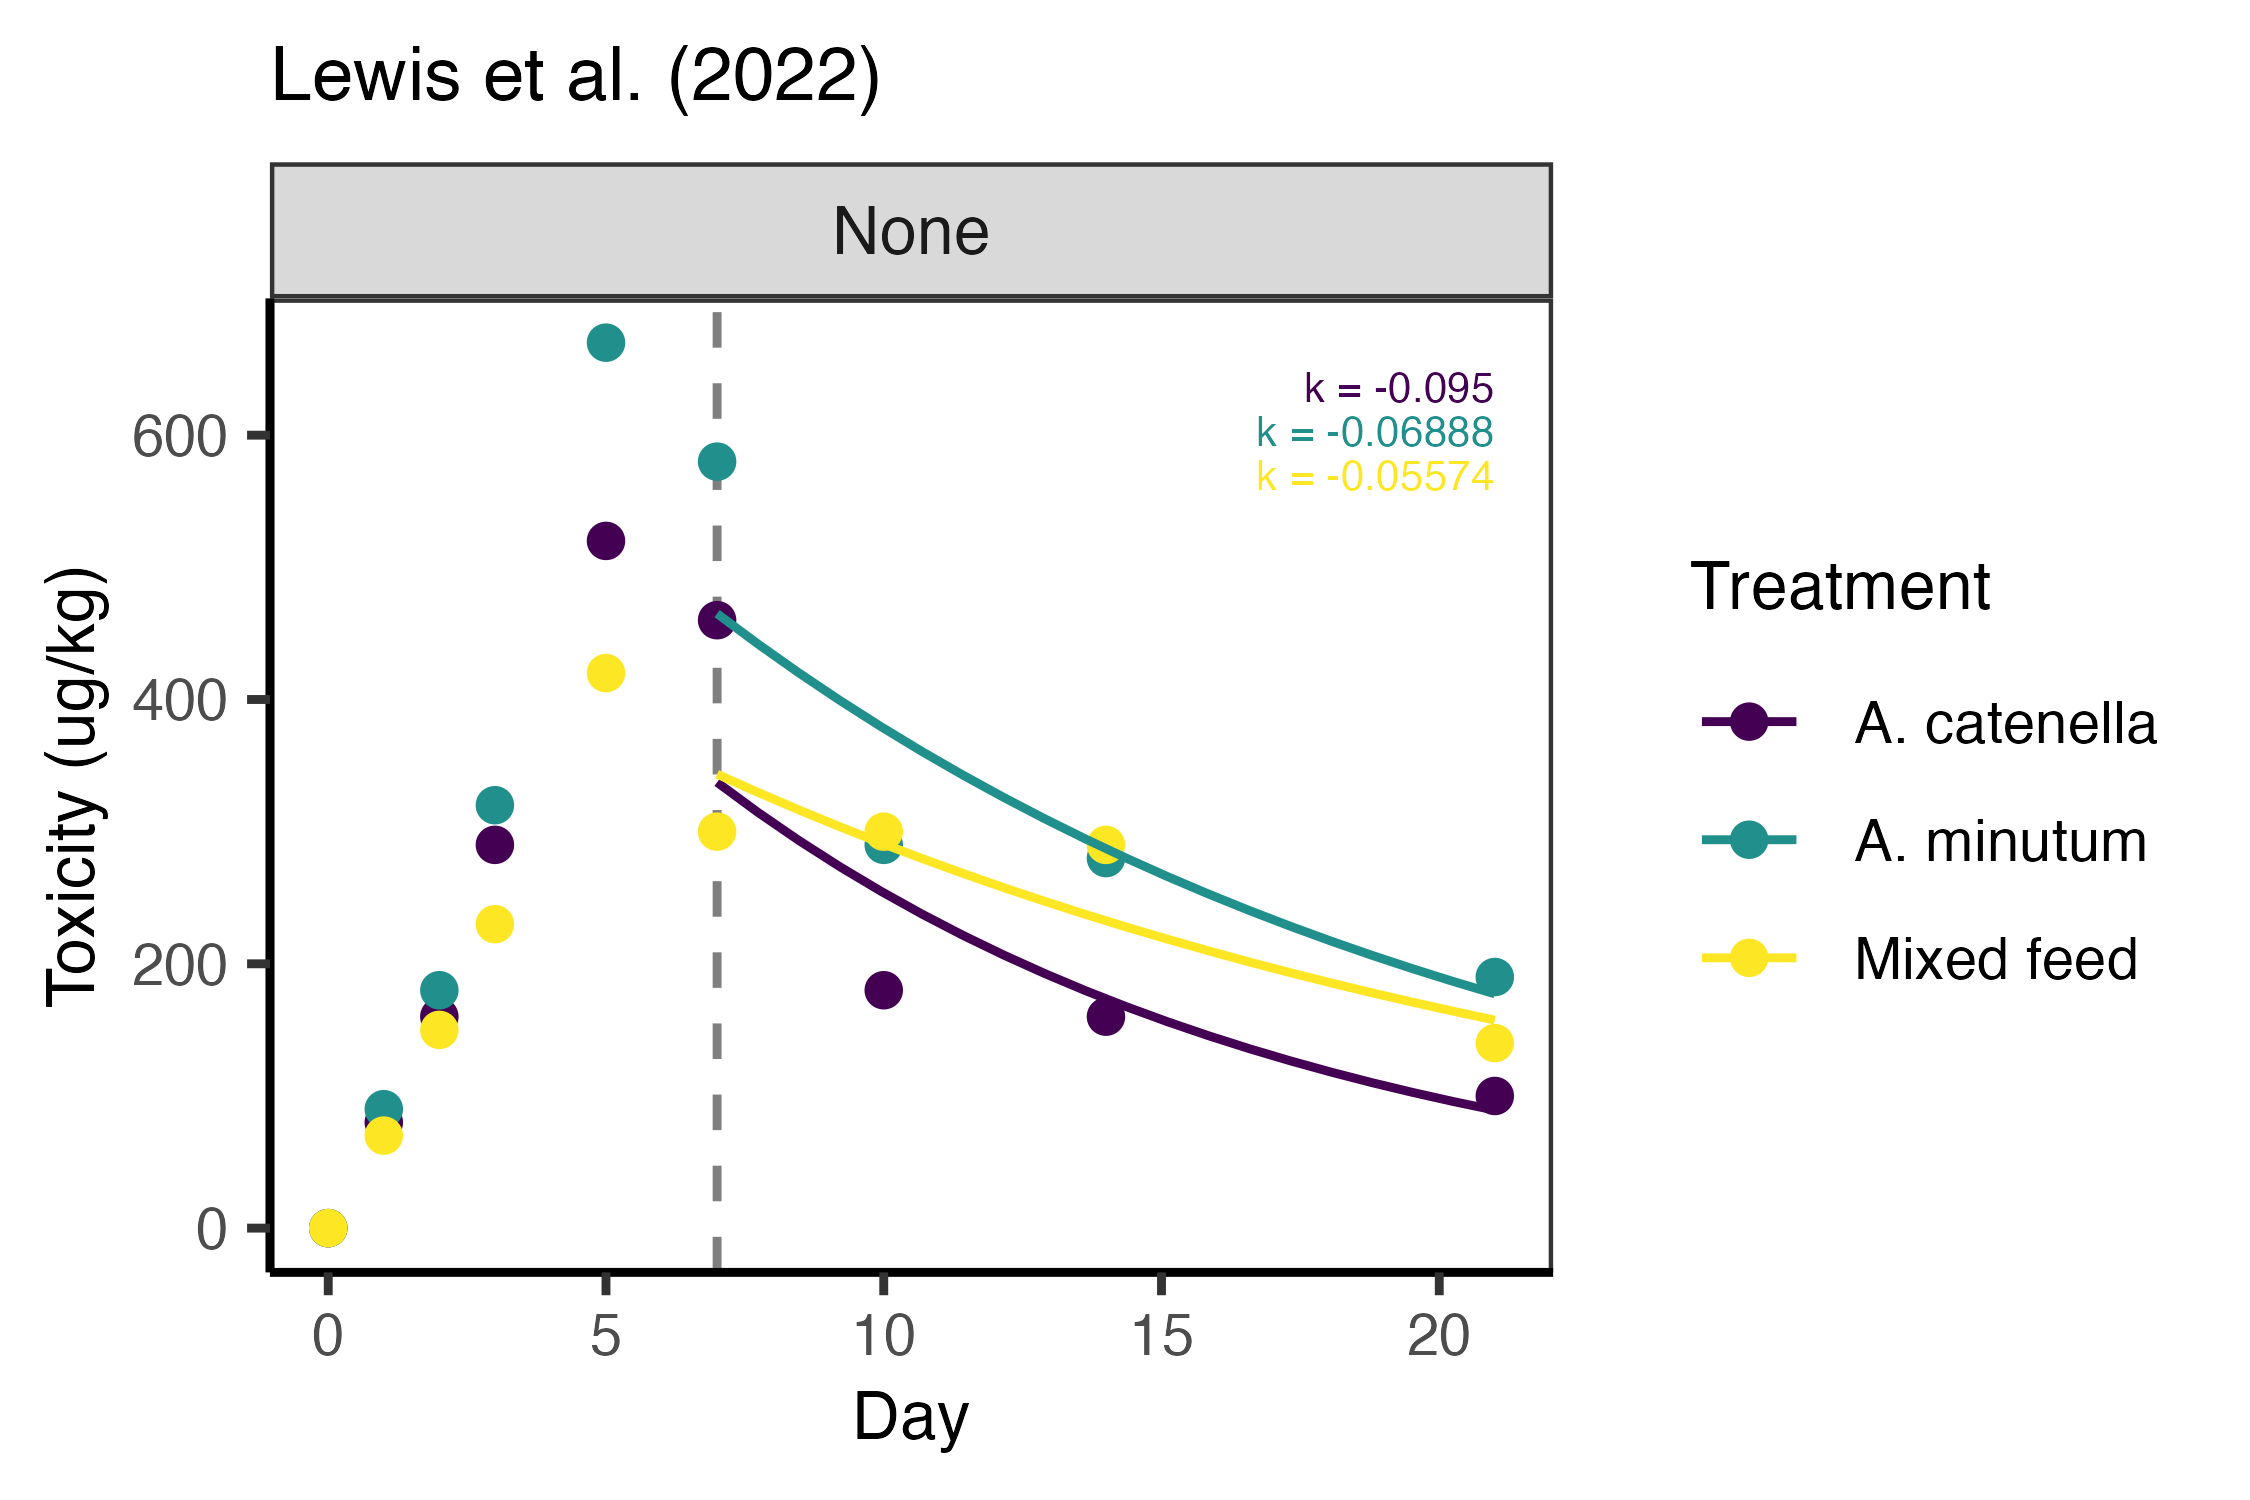 Lewis et al. (2022)
None
k = -0.095
k = -0.06888
k = -0.05574
Toxicity (ug/kg)
600
400
200
0
0 5 10 15 20
Day
Treatment
A. catenella
A. minutum
Mixed feed